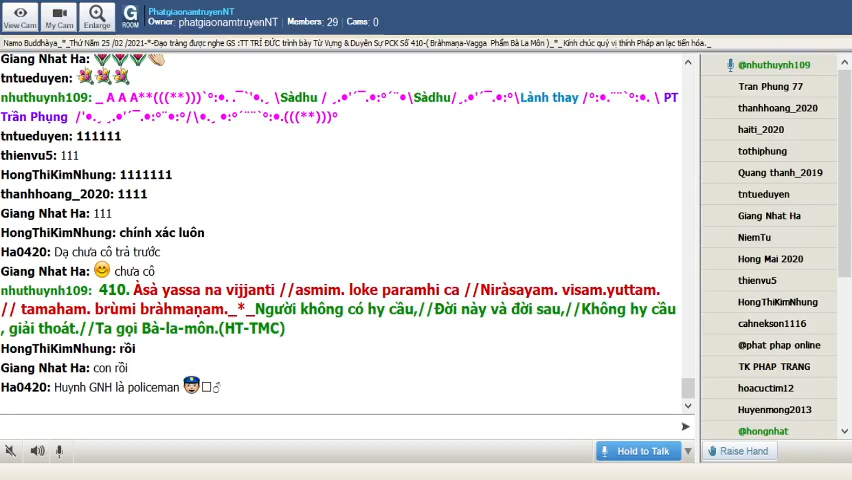 View Cam
My Cam
Enlarge
G
ROOM
PhatgiaonamtruyenNT
Owner: phatgiaonamtruyenNT Members: 29 Cams: 0
Namo Buddhàya_*_Thứ Năm 25 /02 /2021-*-Đạo tràng được nghe GS :TT TRÍ ĐỨC trình bày Từ Vựng & Duyên Sự PCK Số 410-( Bràhmaṇa-Vagga Phẩm Bà La Môn )_*_Kính chúc quý vị thính Pháp an lạc tiến hóa._
Giang Nhat Ha:
tntueduyen:
nhuthuynh109: _ A A A**(((**)))`°:•. .¯`'•.¸ \Sàdhu / ¸.•'´¯.•:°´¨•\Sàdhu/¸.•'´¯.•:°\Lành thay /°:•.¨¨`°:•. \ PT
Trần Phụng /'•.¸ ¸.•'´¯.•:°¨•:°/\•.¸ •:°´¨¨`°:•.(((**)))°
tntueduyen: 111111
thienvu5: 111
HongThiKimNhung: 1111111
thanhhoang_2020: 1111
Giang Nhat Ha: 111
HongThiKimNhung: chính xác luôn
Ha0420: Dạ chưa cô trả trước
Giang Nhat Ha: chưa cô
nhuthuynh109: 410. Àsà yassa na vijjanti //asmim. loke paramhi ca //Niràsayam. visam.yuttam.
// tamaham. brùmi bràhmaṇam._*_Người không có hy cầu,//Đời này và đời sau,//Không hy cầu
, giải thoát.//Ta gọi Bà-la-môn.(HT-TMC)
HongThiKimNhung: rồi
Giang Nhat Ha: con rồi
Ha0420: Huynh GNH là policeman
@nhuthuynh109
Tran Phung 77
thanhhoang_2020
haiti_2020
tothiphung
Quang thanh_2019
tntueduyen
Giang Nhat Ha
NiemTu
Hong Mai 2020
thienvu5
HongThiKimNhung
cahnekson1116
@phat phap online
TK PHAP TRANG
hoacuctim12
Huyenmong2013
@hongnhat
Hold to Talk
Raise Hand